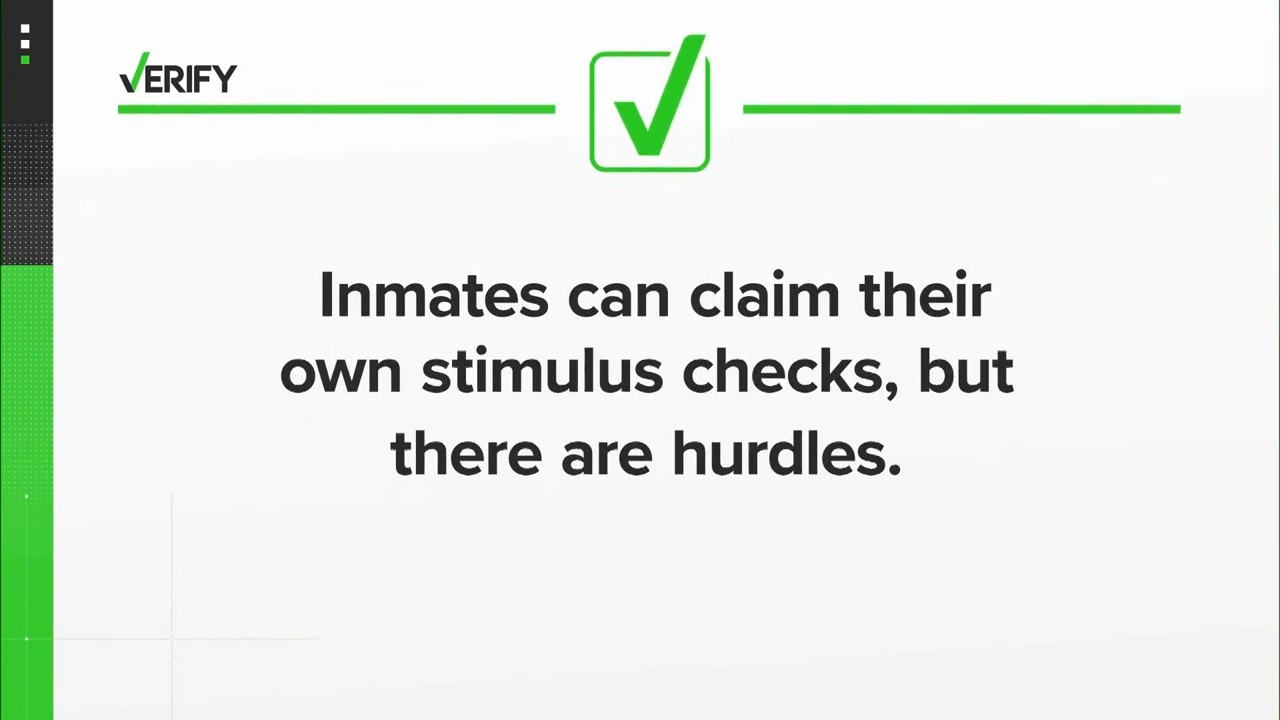 VERIFY
Inmates can claim their
own stimulus checks, but
there are hurdles.